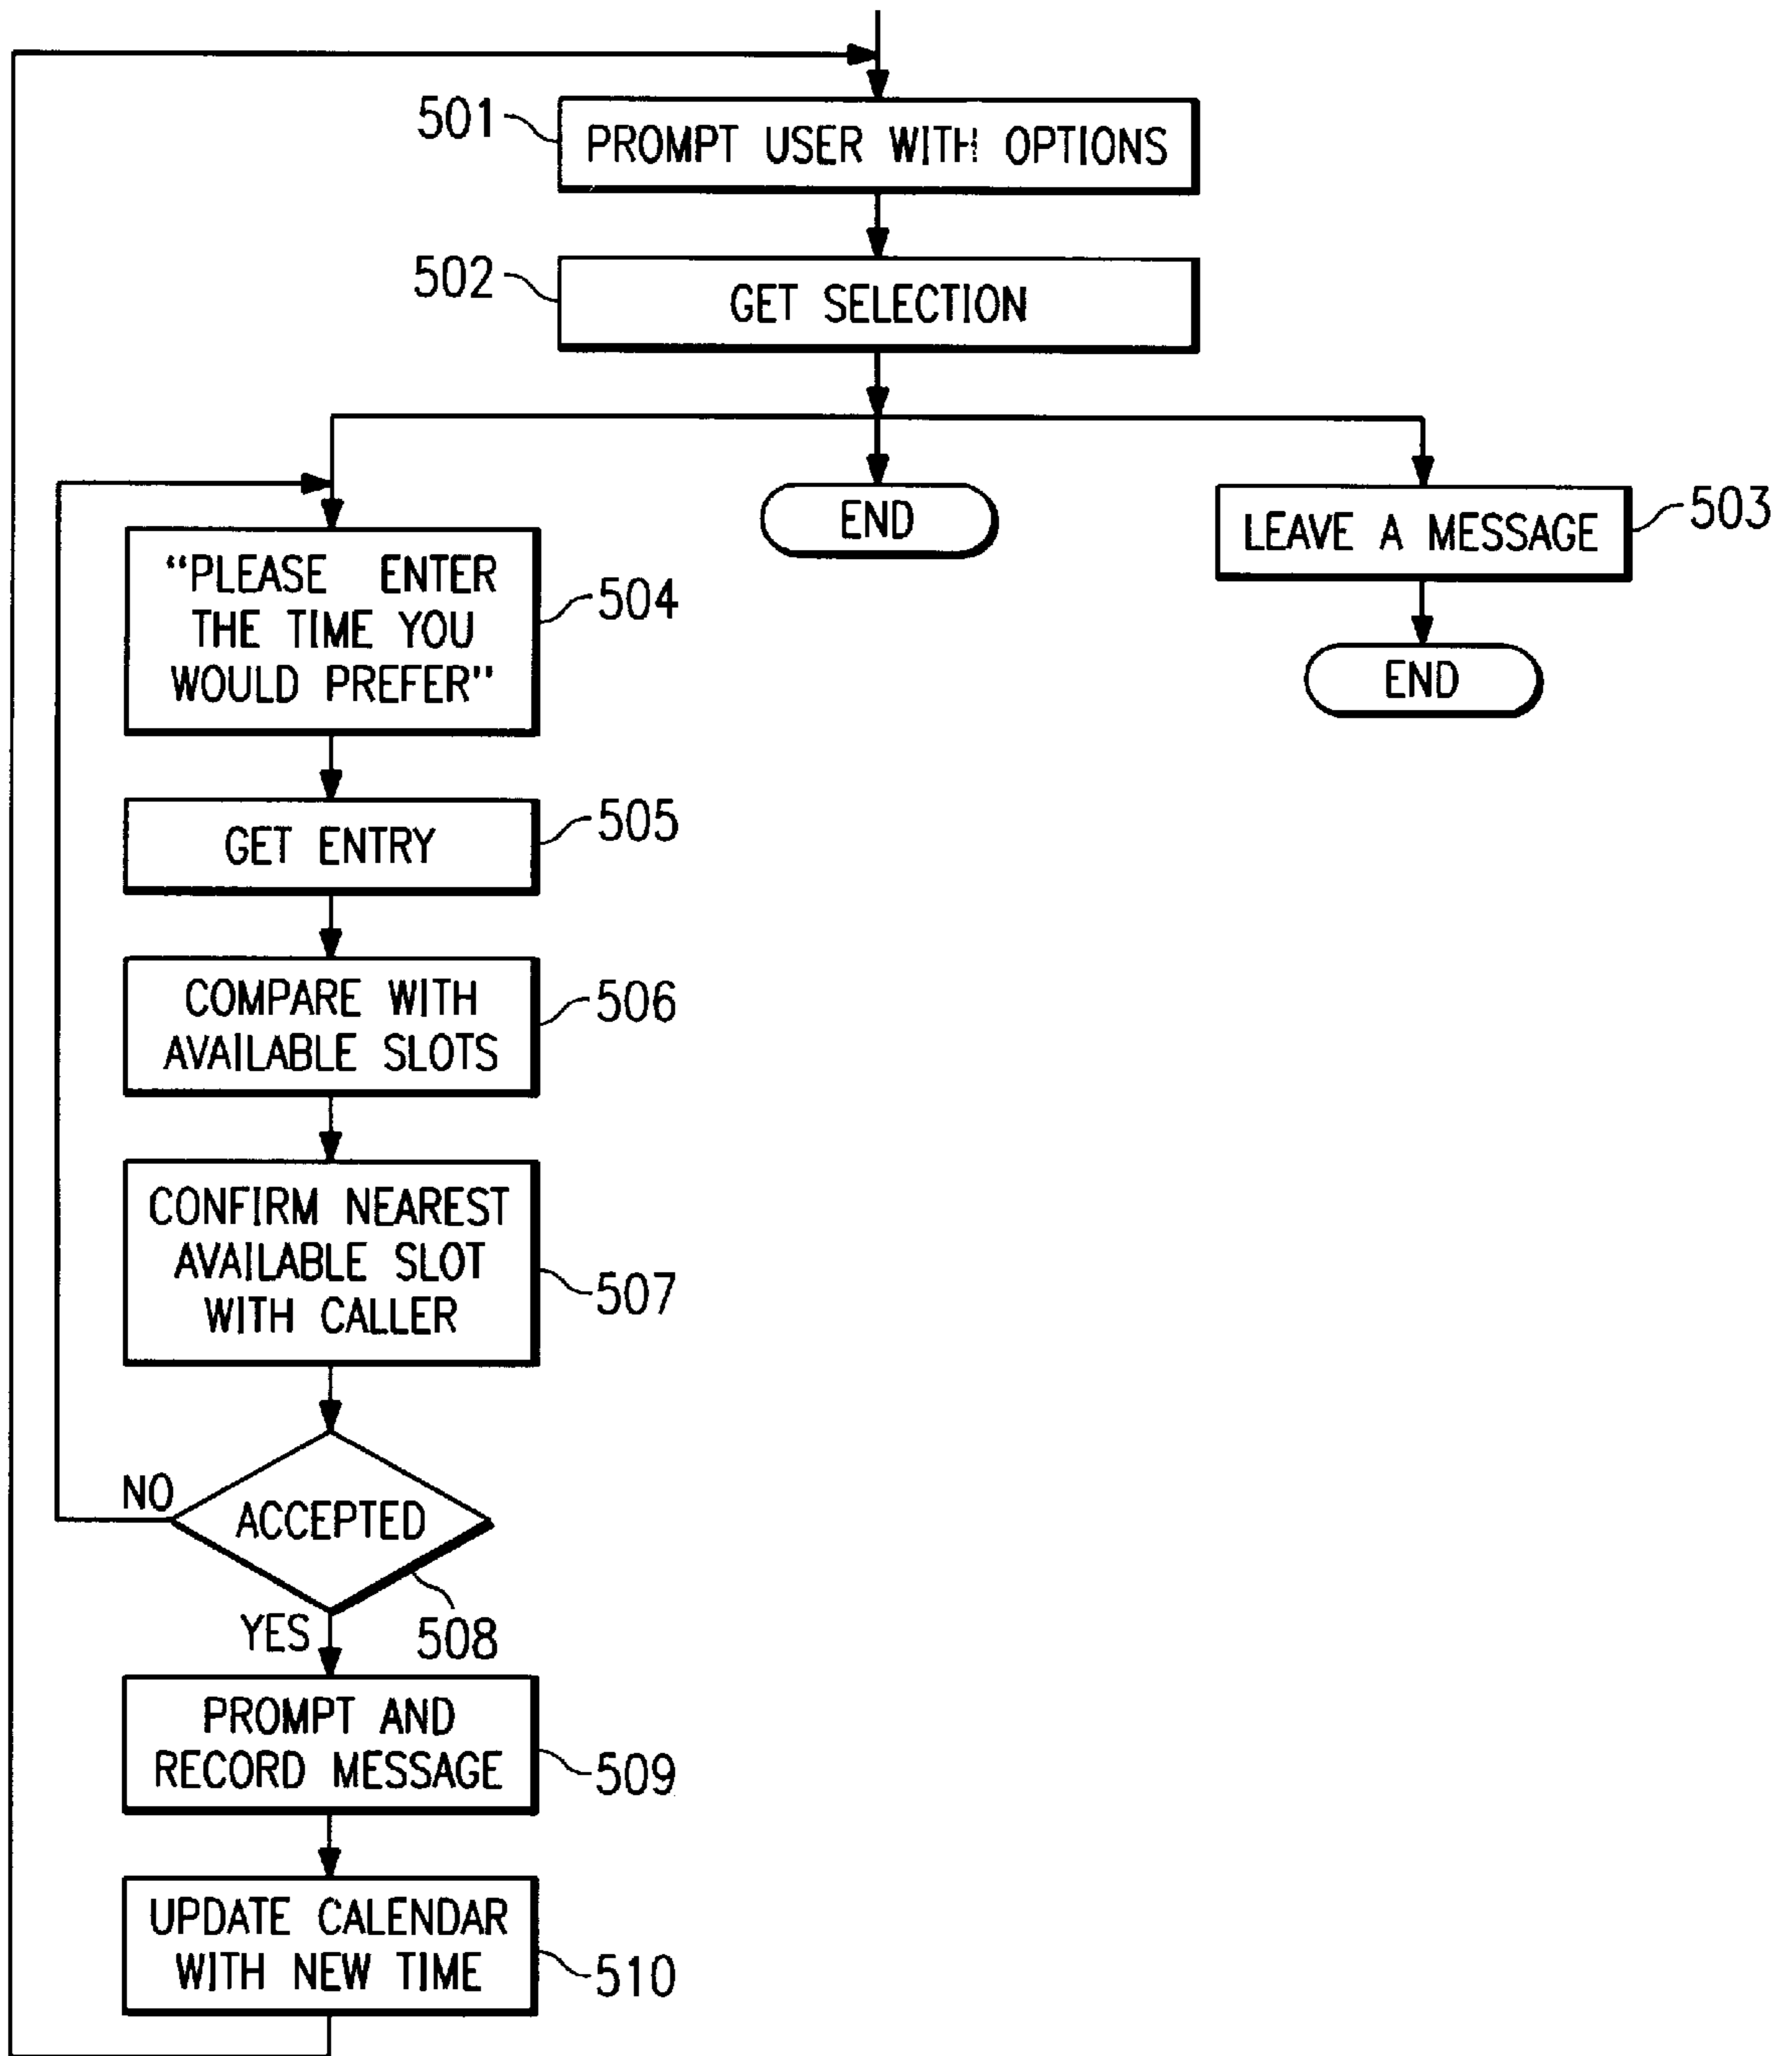 501
PROMPT USER WITH OPTIONS
502
GET SELECTION
END
LEAVE A MESSAGE
503
END
“PLEASE ENTER
THE TIME YOU
WOULD PREFER”
504
GET ENTRY
505
COMPARE WITH
AVAILABLE SLOTS
506
CONFIRM NEAREST
AVAILABLE SLOT
WITH CALLER
507
NO
ACCEPTED
YES
508
PROMPT AND
RECORD MESSAGE
509
UPDATE CALENDAR
WITH NEW TIME
510